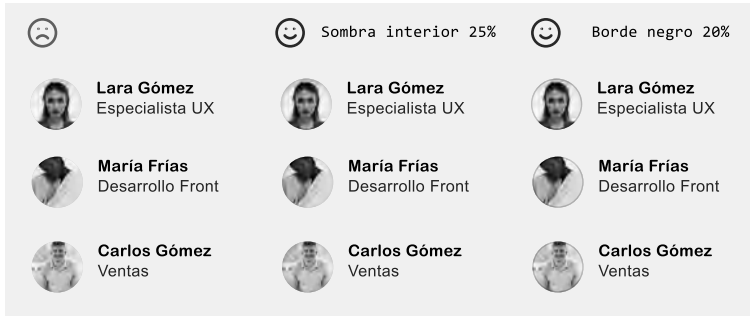 Sombra interior 25%
Borde negro 20%
Lara Gómez
Especialista UX
María Frías
Desarrollo Front
Carlos Gómez
Ventas
Lara Gómez
Especialista UX
María Frías
Desarrollo Front
Carlos Gómez
Ventas
Lara Gómez
Especialista UX
María Frías
Desarrollo Front
Carlos Gómez
Ventas